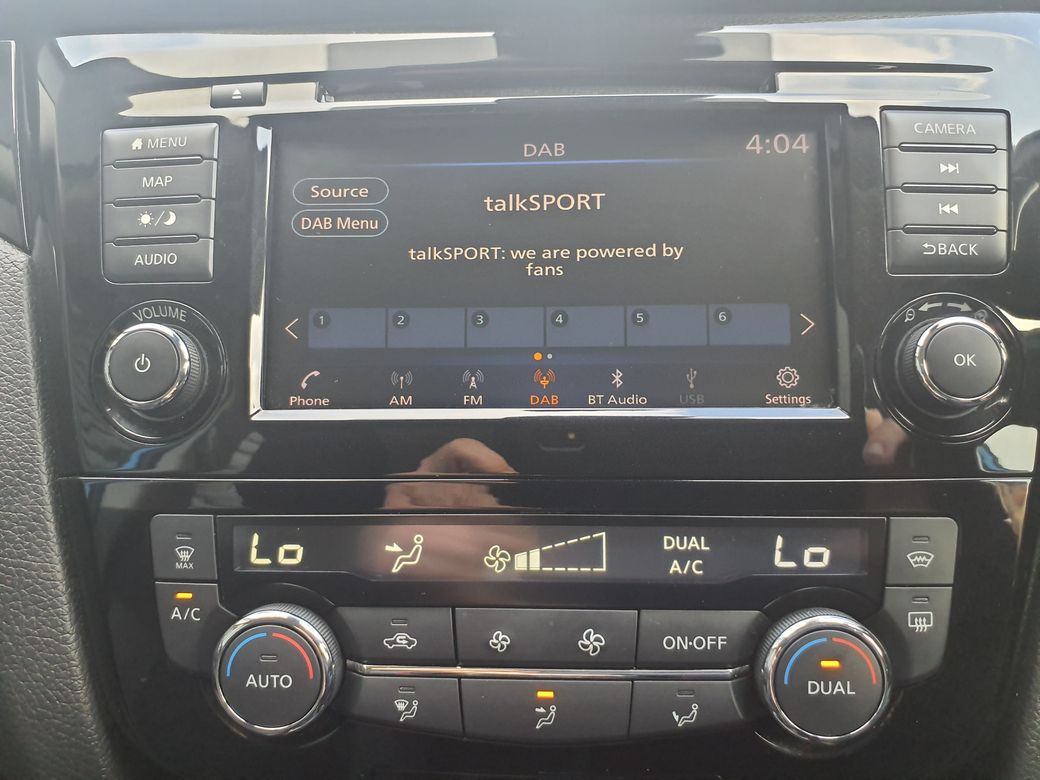 MENU
MAP
AUDIO
VOLUME
DAB
4:04
Source
DAB Menu
talkSPORT
talkSPORT: we are powered by
fans
1 2 3 4 5 6
Phone AM FM DAB BT Audio USB Settings
CAMERA
BACK
OK
MAX
Lo
DUAL
A/C
Lo
A/C
AUTO
ON·OFF
DUAL